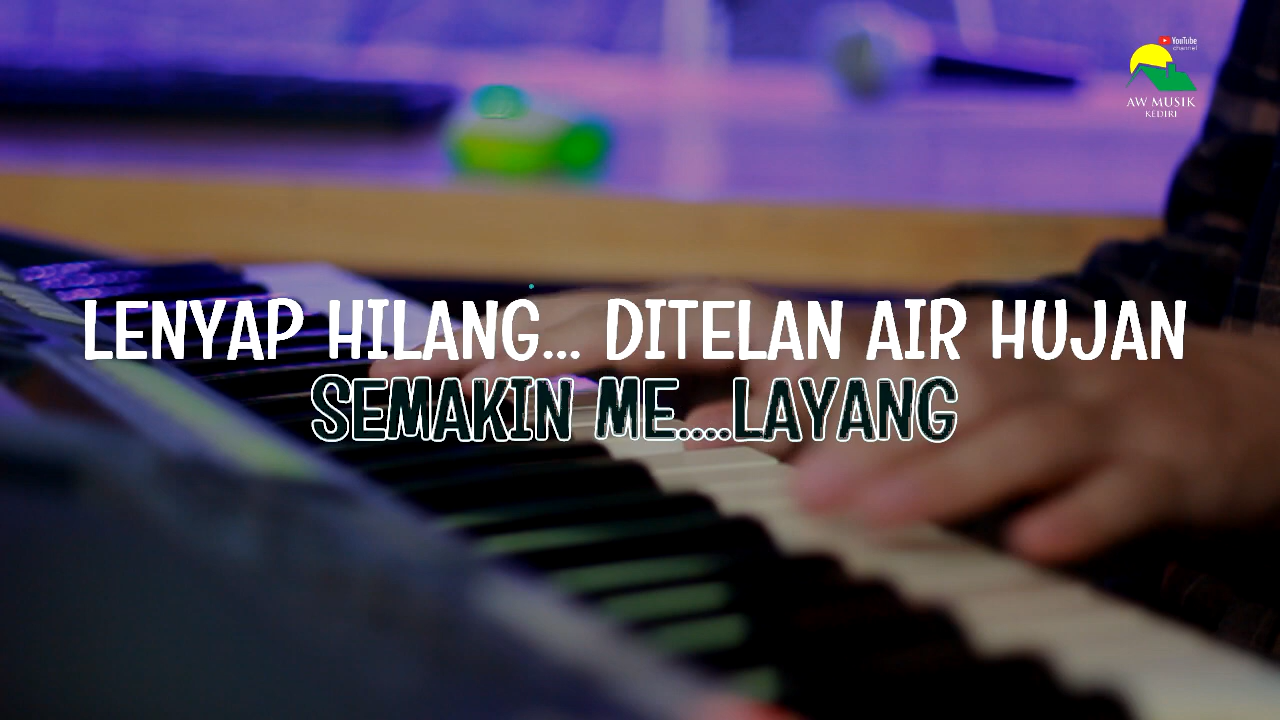 YouTube
channel
AW MUSIK
KEDIRI
LENYAP HILANG... DITELAN AIR HUJAN
SEMAKIN ME....LAYANG